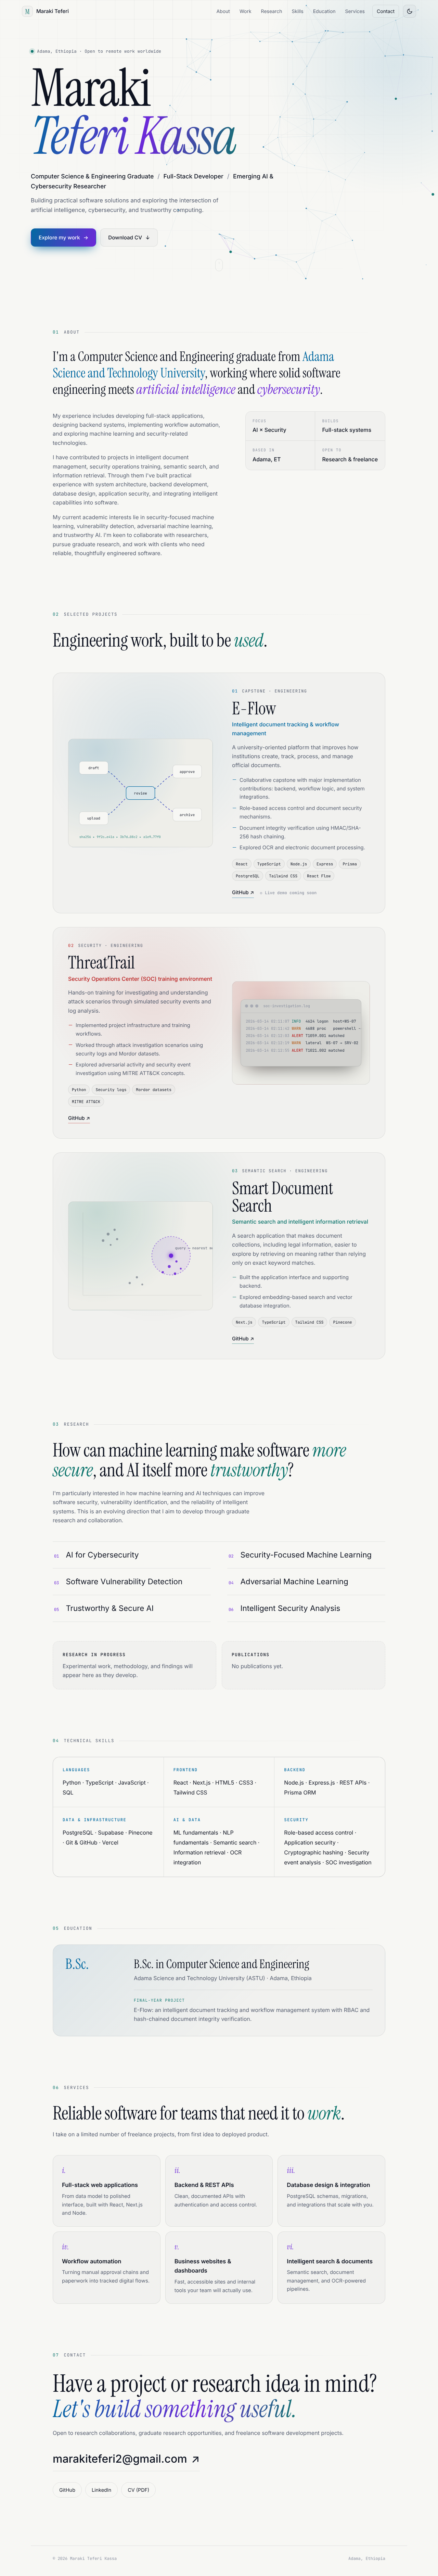 M Maraki Teferi
About Work Research Skills Education Services Contact
Adama, Ethiopia · Open to remote work worldwide
Maraki
Teferi Kassa
Computer Science & Engineering Graduate / Full-Stack Developer / Emerging AI &
Cybersecurity Researcher
Building practical software solutions and exploring the intersection of
artificial intelligence, cybersecurity, and trustworthy computing.
Explore my work →
Download CV ↓
01 ABOUT
I'm a Computer Science and Engineering graduate from Adama
Science and Technology University, working where solid software
engineering meets artificial intelligence and cybersecurity.
My experience includes developing full-stack applications,
designing backend systems, implementing workflow automation,
and exploring machine learning and security-related
technologies.
I have contributed to projects in intelligent document
management, security operations training, semantic search, and
information retrieval. Through them I've built practical
experience with system architecture, backend development,
database design, application security, and integrating intelligent
capabilities into software.
My current academic interests lie in security-focused machine
learning, vulnerability detection, adversarial machine learning,
and trustworthy AI. I'm keen to collaborate with researchers,
pursue graduate research, and work with clients who need
reliable, thoughtfully engineered software.
FOCUS
AI × Security
BUILDS
Full-stack systems
BASED IN
Adama, ET
OPEN TO
Research & freelance
02 SELECTED PROJECTS
Engineering work, built to be used.
draft
approve
review
upload
archive
01 CAPSTONE · ENGINEERING
E-Flow
Intelligent document tracking & workflow
management
A university-oriented platform that improves how
institutions create, track, process, and manage
official documents.
— Collaborative capstone with major implementation
contributions: backend, workflow logic, and system
integrations.
— Role-based access control and document security
mechanisms.
— Document integrity verification using HMAC/SHA-
256 hash chaining.
— Explored OCR and electronic document processing.
React TypeScript Node.js Express Prisma
PostgreSQL Tailwind CSS React Flow
GitHub ↗ ○ Live demo coming soon
02 SECURITY · ENGINEERING
ThreatTrail
Security Operations Center (SOC) training environment
Hands-on training for investigating and understanding
attack scenarios through simulated security events and
log analysis.
— Implemented project infrastructure and training
workflows.
— Worked through attack investigation scenarios using
security logs and Mordor datasets.
— Explored adversarial activity and security event
investigation using MITRE ATT&CK concepts.
Python Security logs Mordor datasets
MITRE ATT&CK
GitHub ↗
03 SEMANTIC SEARCH · ENGINEERING
Smart Document
Search
Semantic search and intelligent information retrieval
A search application that makes document
collections, including legal information, easier to
explore by retrieving on meaning rather than relying
only on exact keyword matches.
— Built the application interface and supporting
backend.
— Explored embedding-based search and vector
database integration.
Next.js TypeScript Tailwind CSS Pinecone
GitHub ↗
03 RESEARCH
How can machine learning make software more
secure, and AI itself more trustworthy?
I'm particularly interested in how machine learning and AI techniques can improve
software security, vulnerability identification, and the reliability of intelligent
systems. This is an evolving direction that I aim to develop through graduate
research and collaboration.
01 AI for Cybersecurity
02 Security-Focused Machine Learning
03 Software Vulnerability Detection
04 Adversarial Machine Learning
05 Trustworthy & Secure AI
06 Intelligent Security Analysis
RESEARCH IN PROGRESS
Experimental work, methodology, and findings will
appear here as they develop.
PUBLICATIONS
No publications yet.
04 TECHNICAL SKILLS
LANGUAGES
Python · TypeScript · JavaScript ·
SQL
FRONTEND
React · Next.js · HTML5 · CSS3 ·
Tailwind CSS
BACKEND
Node.js · Express.js · REST APIs ·
Prisma ORM
DATA & INFRASTRUCTURE
PostgreSQL · Supabase · Pinecone
· Git & GitHub · Vercel
AI & DATA
ML fundamentals · NLP
fundamentals · Semantic search ·
Information retrieval · OCR
integration
SECURITY
Role-based access control ·
Application security ·
Cryptographic hashing · Security
event analysis · SOC investigation
05 EDUCATION
B.Sc.
B.Sc. in Computer Science and Engineering
Adama Science and Technology University (ASTU) · Adama, Ethiopia
FINAL-YEAR PROJECT
E-Flow: an intelligent document tracking and workflow management system with RBAC and
hash-chained document integrity verification.
06 SERVICES
Reliable software for teams that need it to work.
I take on a limited number of freelance projects, from first idea to deployed product.
i.
Full-stack web applications
From data model to polished
interface, built with React, Next.js
and Node.
ii.
Backend & REST APIs
Clean, documented APIs with
authentication and access control.
iii.
Database design & integration
PostgreSQL schemas, migrations,
and integrations that scale with you.
iv.
Workflow automation
Turning manual approval chains and
paperwork into tracked digital flows.
v.
Business websites &
dashboards
Fast, accessible sites and internal
tools your team will actually use.
vi.
Intelligent search & documents
Semantic search, document
management, and OCR-powered
pipelines.
07 CONTACT
Have a project or research idea in mind?
Let's build something useful.
Open to research collaborations, graduate research opportunities, and freelance software development projects.
marakiteferi2@gmail.com ↗
GitHub LinkedIn CV (PDF)
Adama, Ethiopia